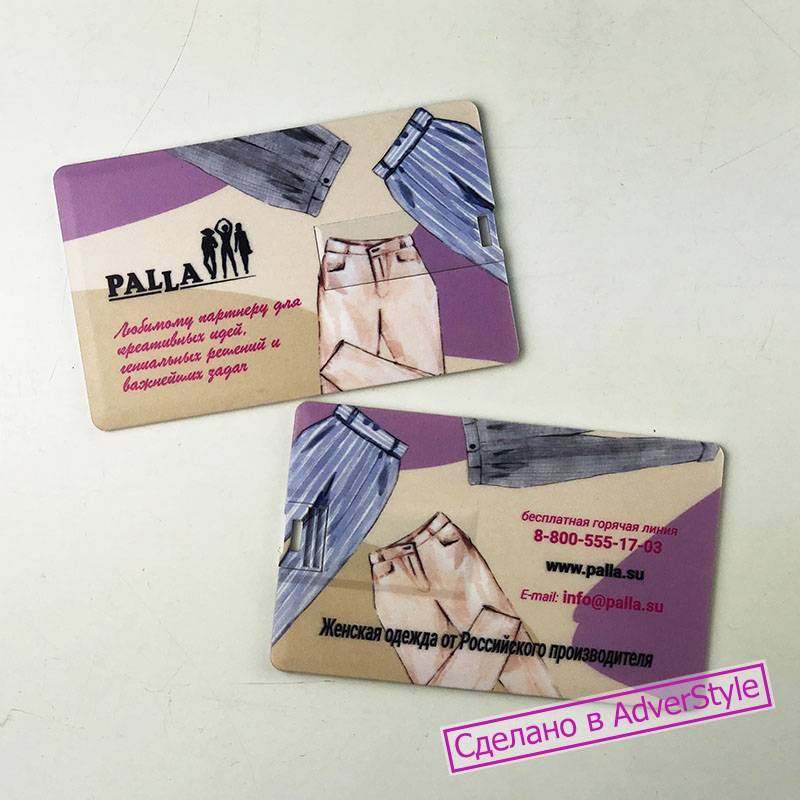 PALLA
Любимому партнеру для
креативных идей,
гениальных решений и
важнейших задач
бесплатная горячая линия
8-800-555-17-03
www.palla.su
E-mail: info@palla.su
Женская одежда от Российского производителя
Сделано в AdverStyle